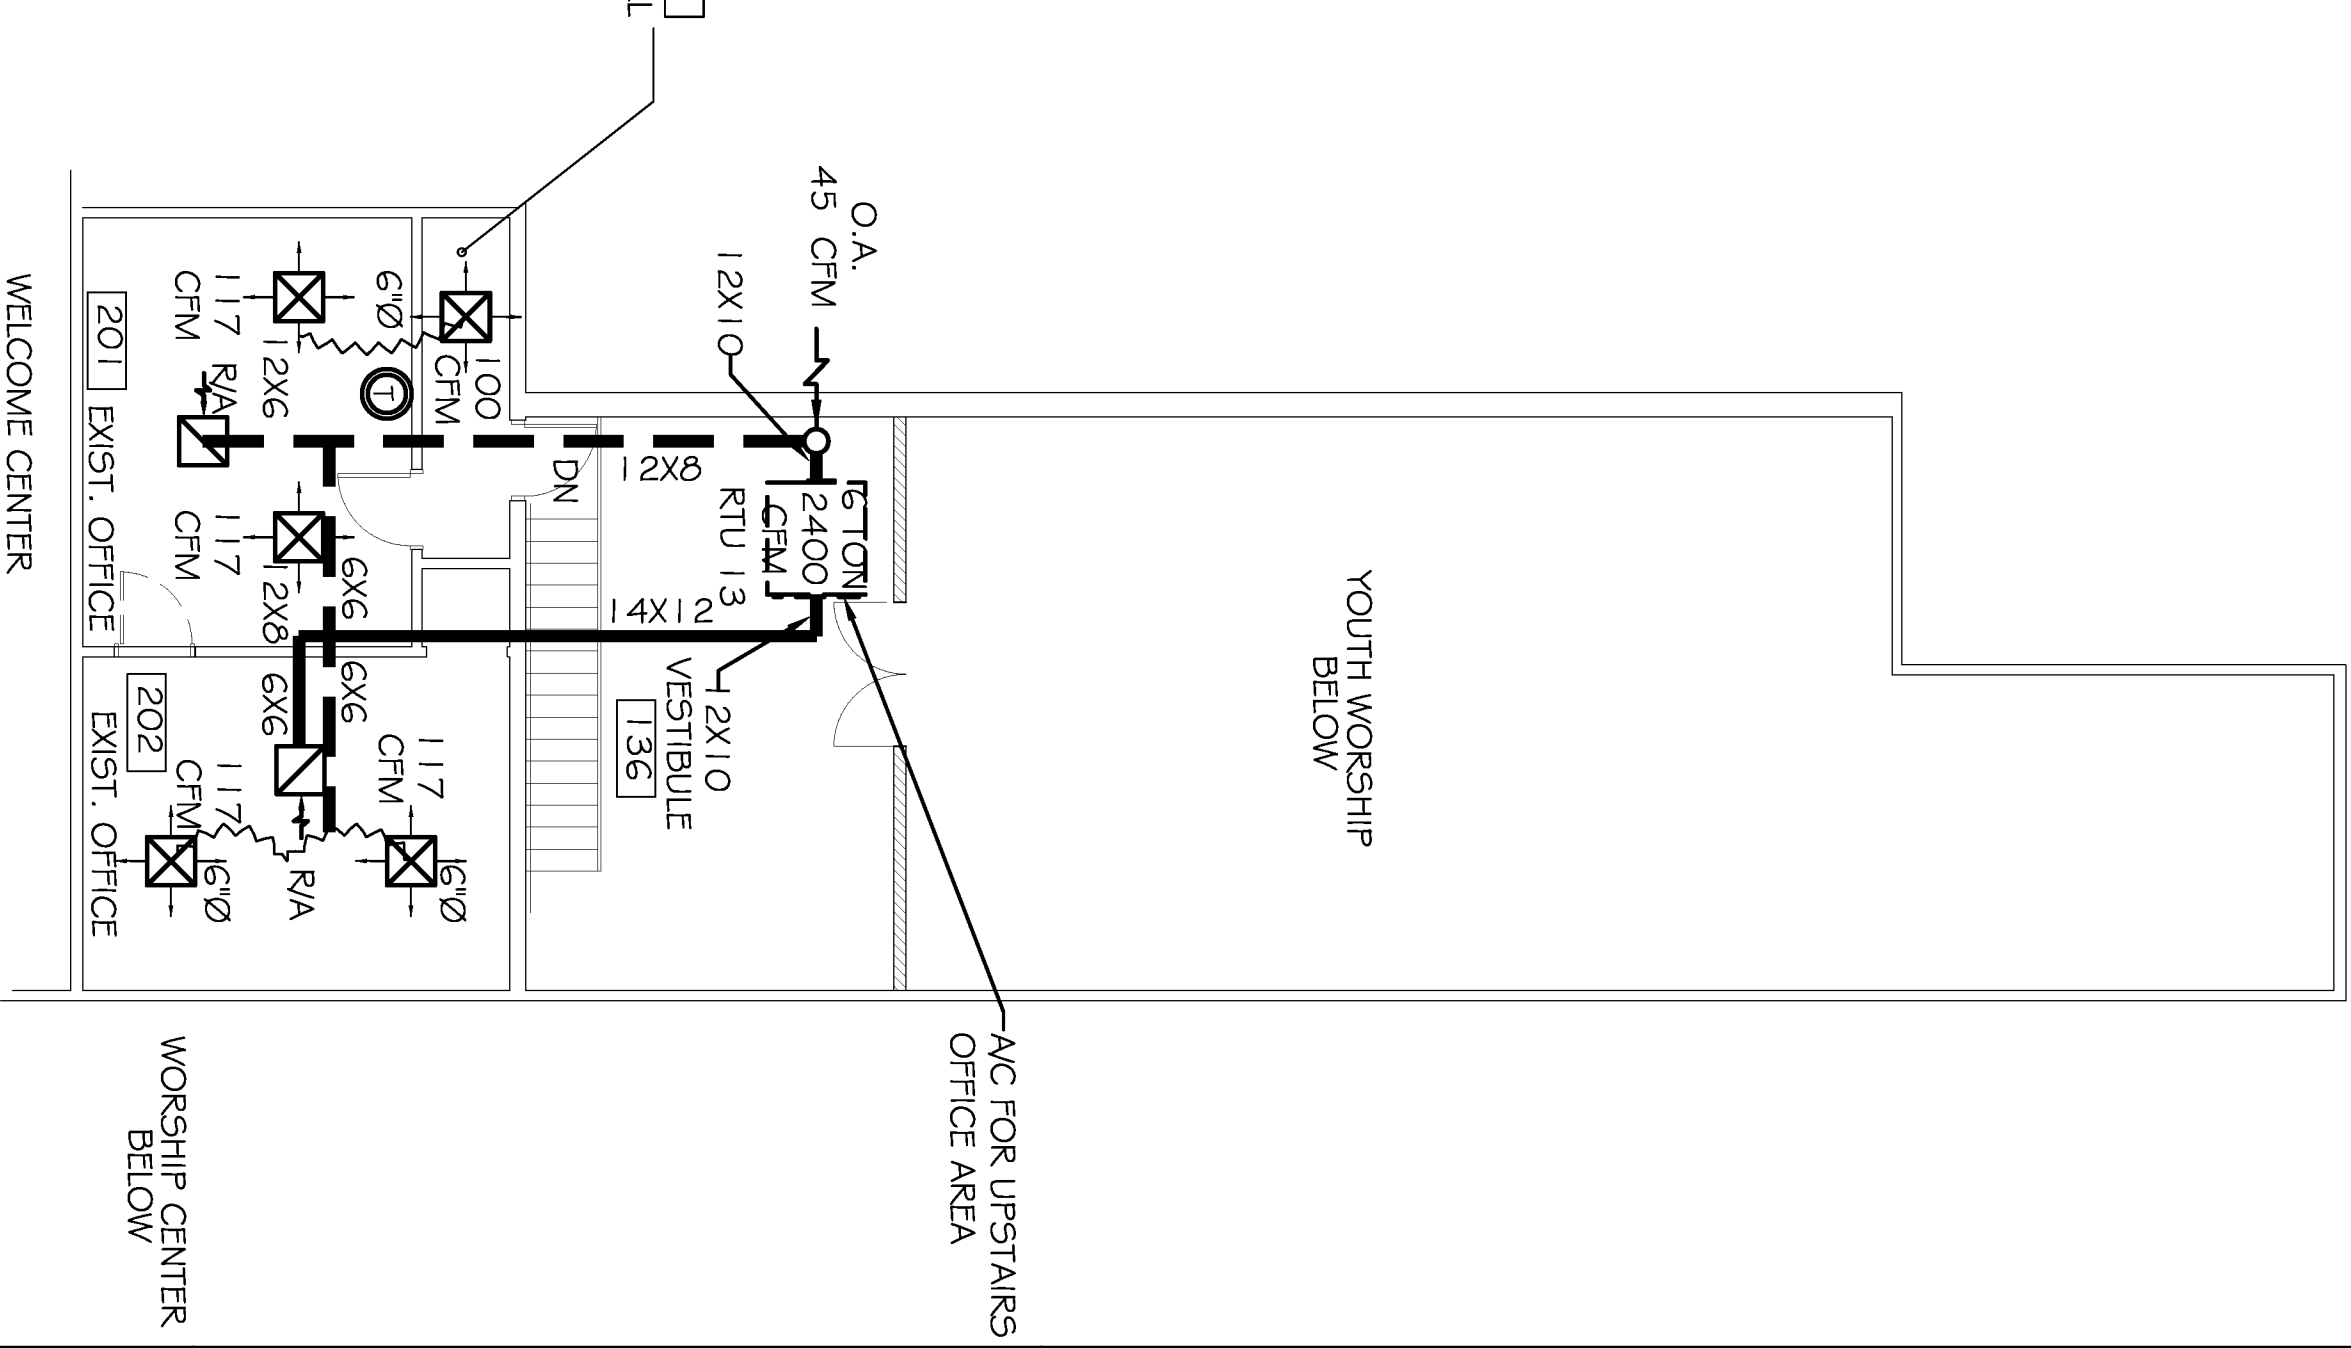 O.A.
45 CFM
12X10
6 TON
2400
CFM
RTU 13
12X8
14X12
12X10
VESTIBULE
136
DN
100
CFM
6"Ø
T
117
CFM
12X6
R/A
201
EXIST. OFFICE
117
CFM
6X6
12X8
6X6
6X6
117
CFM
6"Ø
117
CFM
6"Ø
R/A
202
EXIST. OFFICE
WELCOME CENTER
YOUTH WORSHIP
BELOW
A/C FOR UPSTAIRS
OFFICE AREA
WORSHIP CENTER
BELOW